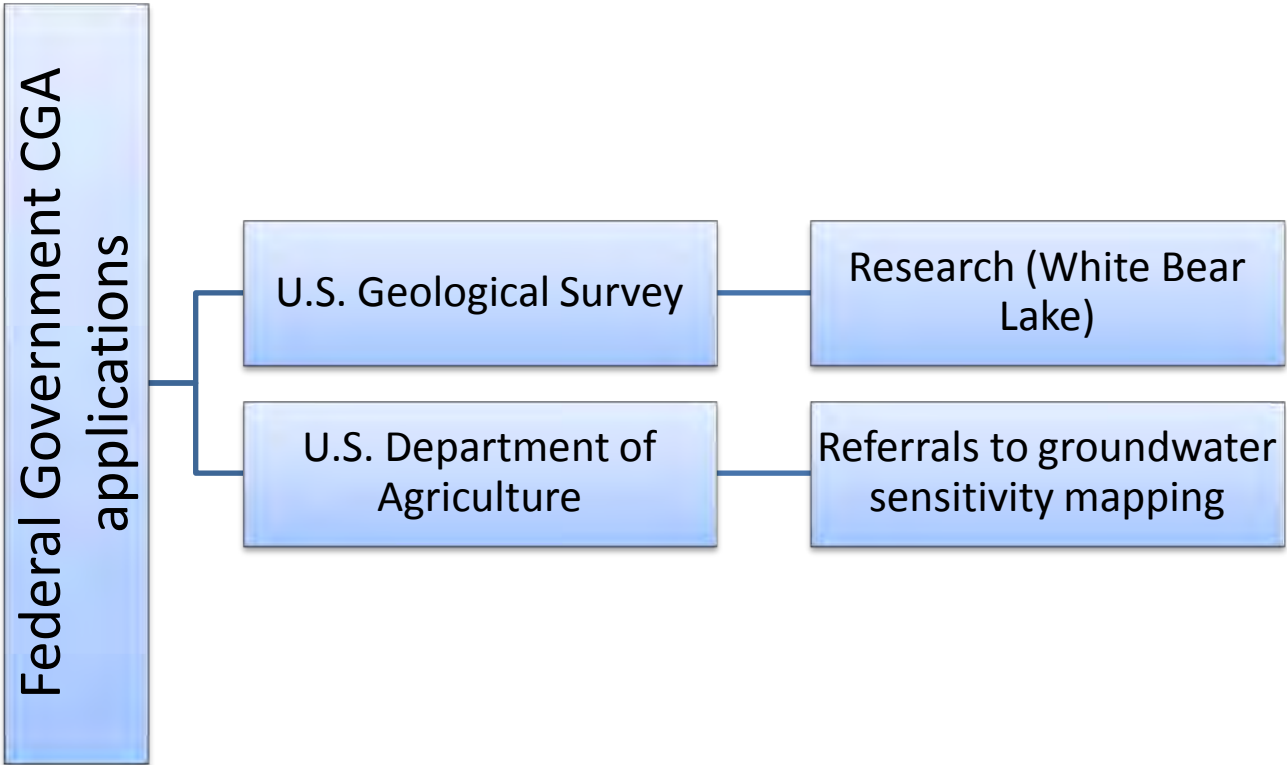 Federal Government CGA
applications
U.S. Geological Survey
Research (White Bear
Lake)
U.S. Department of
Agriculture
Referrals to groundwater
sensitivity mapping